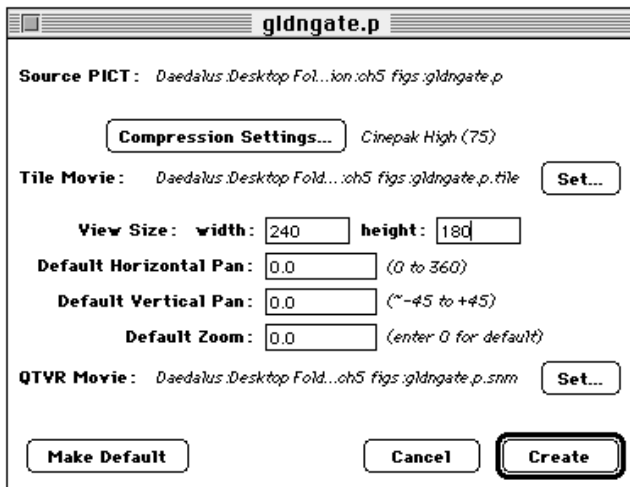 gldngate.p
Source PICT: Daedalus:Desktop Fol...ion:ch5 figs:gldngate.p
Compression Settings... Cinepak High (75)
Tile Movie: Daedalus:Desktop Fold...:ch5 figs:gldngate.p.tile Set...
View Size: width: 240 height: 180
Default Horizontal Pan: 0.0 (0 to 360)
Default Vertical Pan: 0.0 (~-45 to +45)
Default Zoom: 0.0 (enter 0 for default)
QTVR Movie: Daedalus:Desktop Fold...ch5 figs:gldngate.p.snm Set...
Make Default Cancel Create